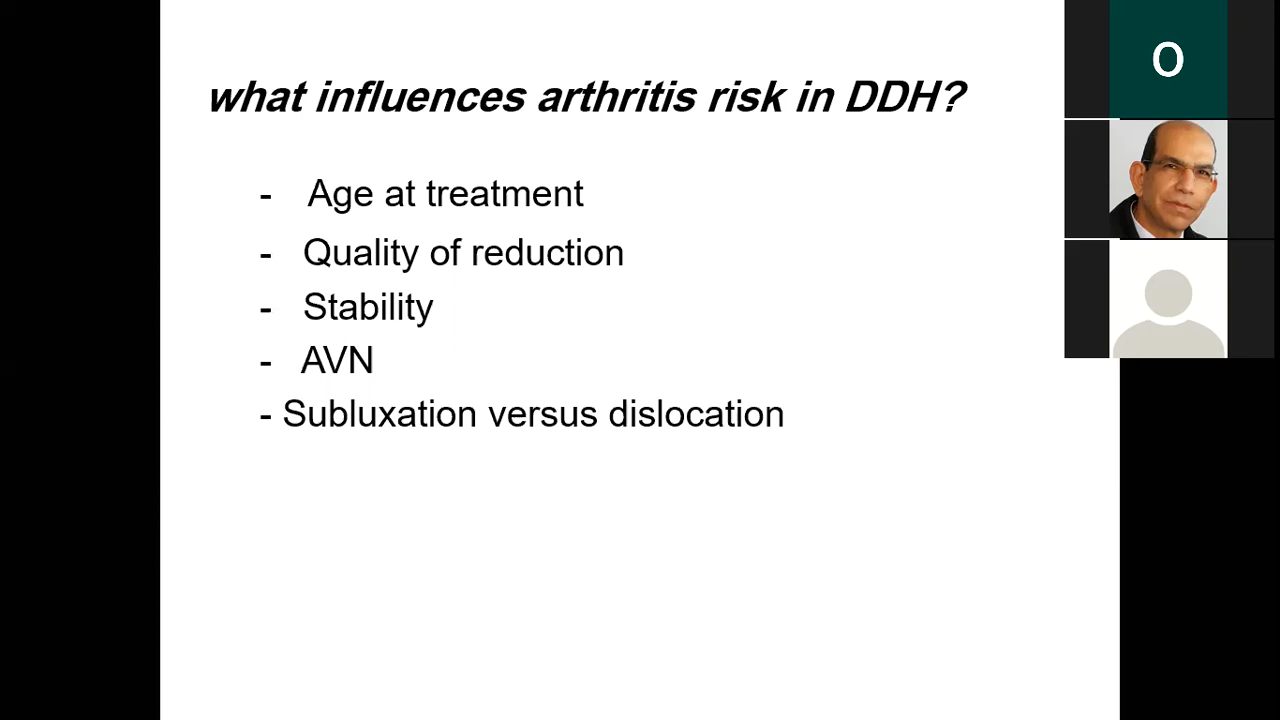 what influences arthritis risk in DDH?
- Age at treatment
- Quality of reduction
- Stability
- AVN
- Subluxation versus dislocation
O